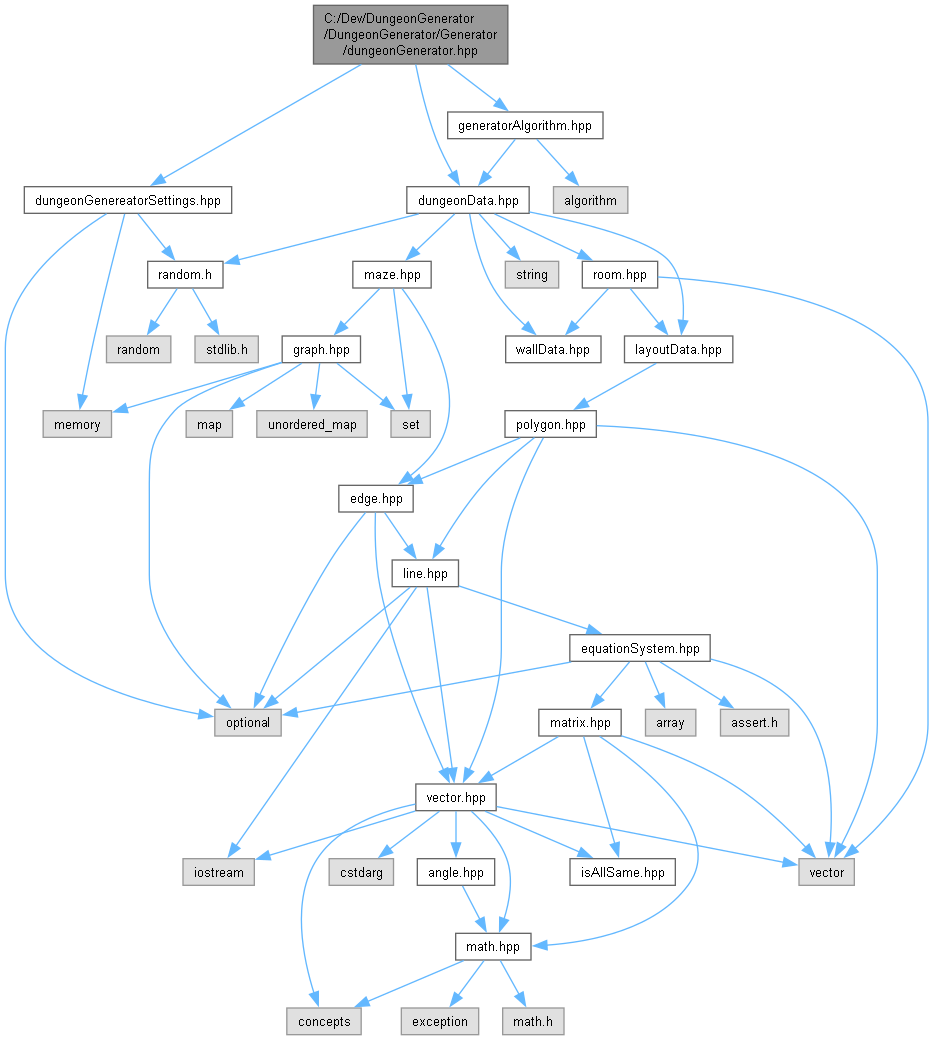 C:/Dev/DungeonGenerator
/DungeonGenerator/Generator
/dungeonGenerator.hpp
generatorAlgorithm.hpp
dungeonGenereatorSettings.hpp
dungeonData.hpp
algorithm
random.h
maze.hpp
string
room.hpp
random
stdlib.h
graph.hpp
wallData.hpp
layoutData.hpp
memory
map
unordered_map
set
polygon.hpp
edge.hpp
line.hpp
equationSystem.hpp
optional
matrix.hpp
array
assert.h
vector.hpp
iostream
cstdarg
angle.hpp
isAllSame.hpp
vector
math.hpp
concepts
exception
math.h